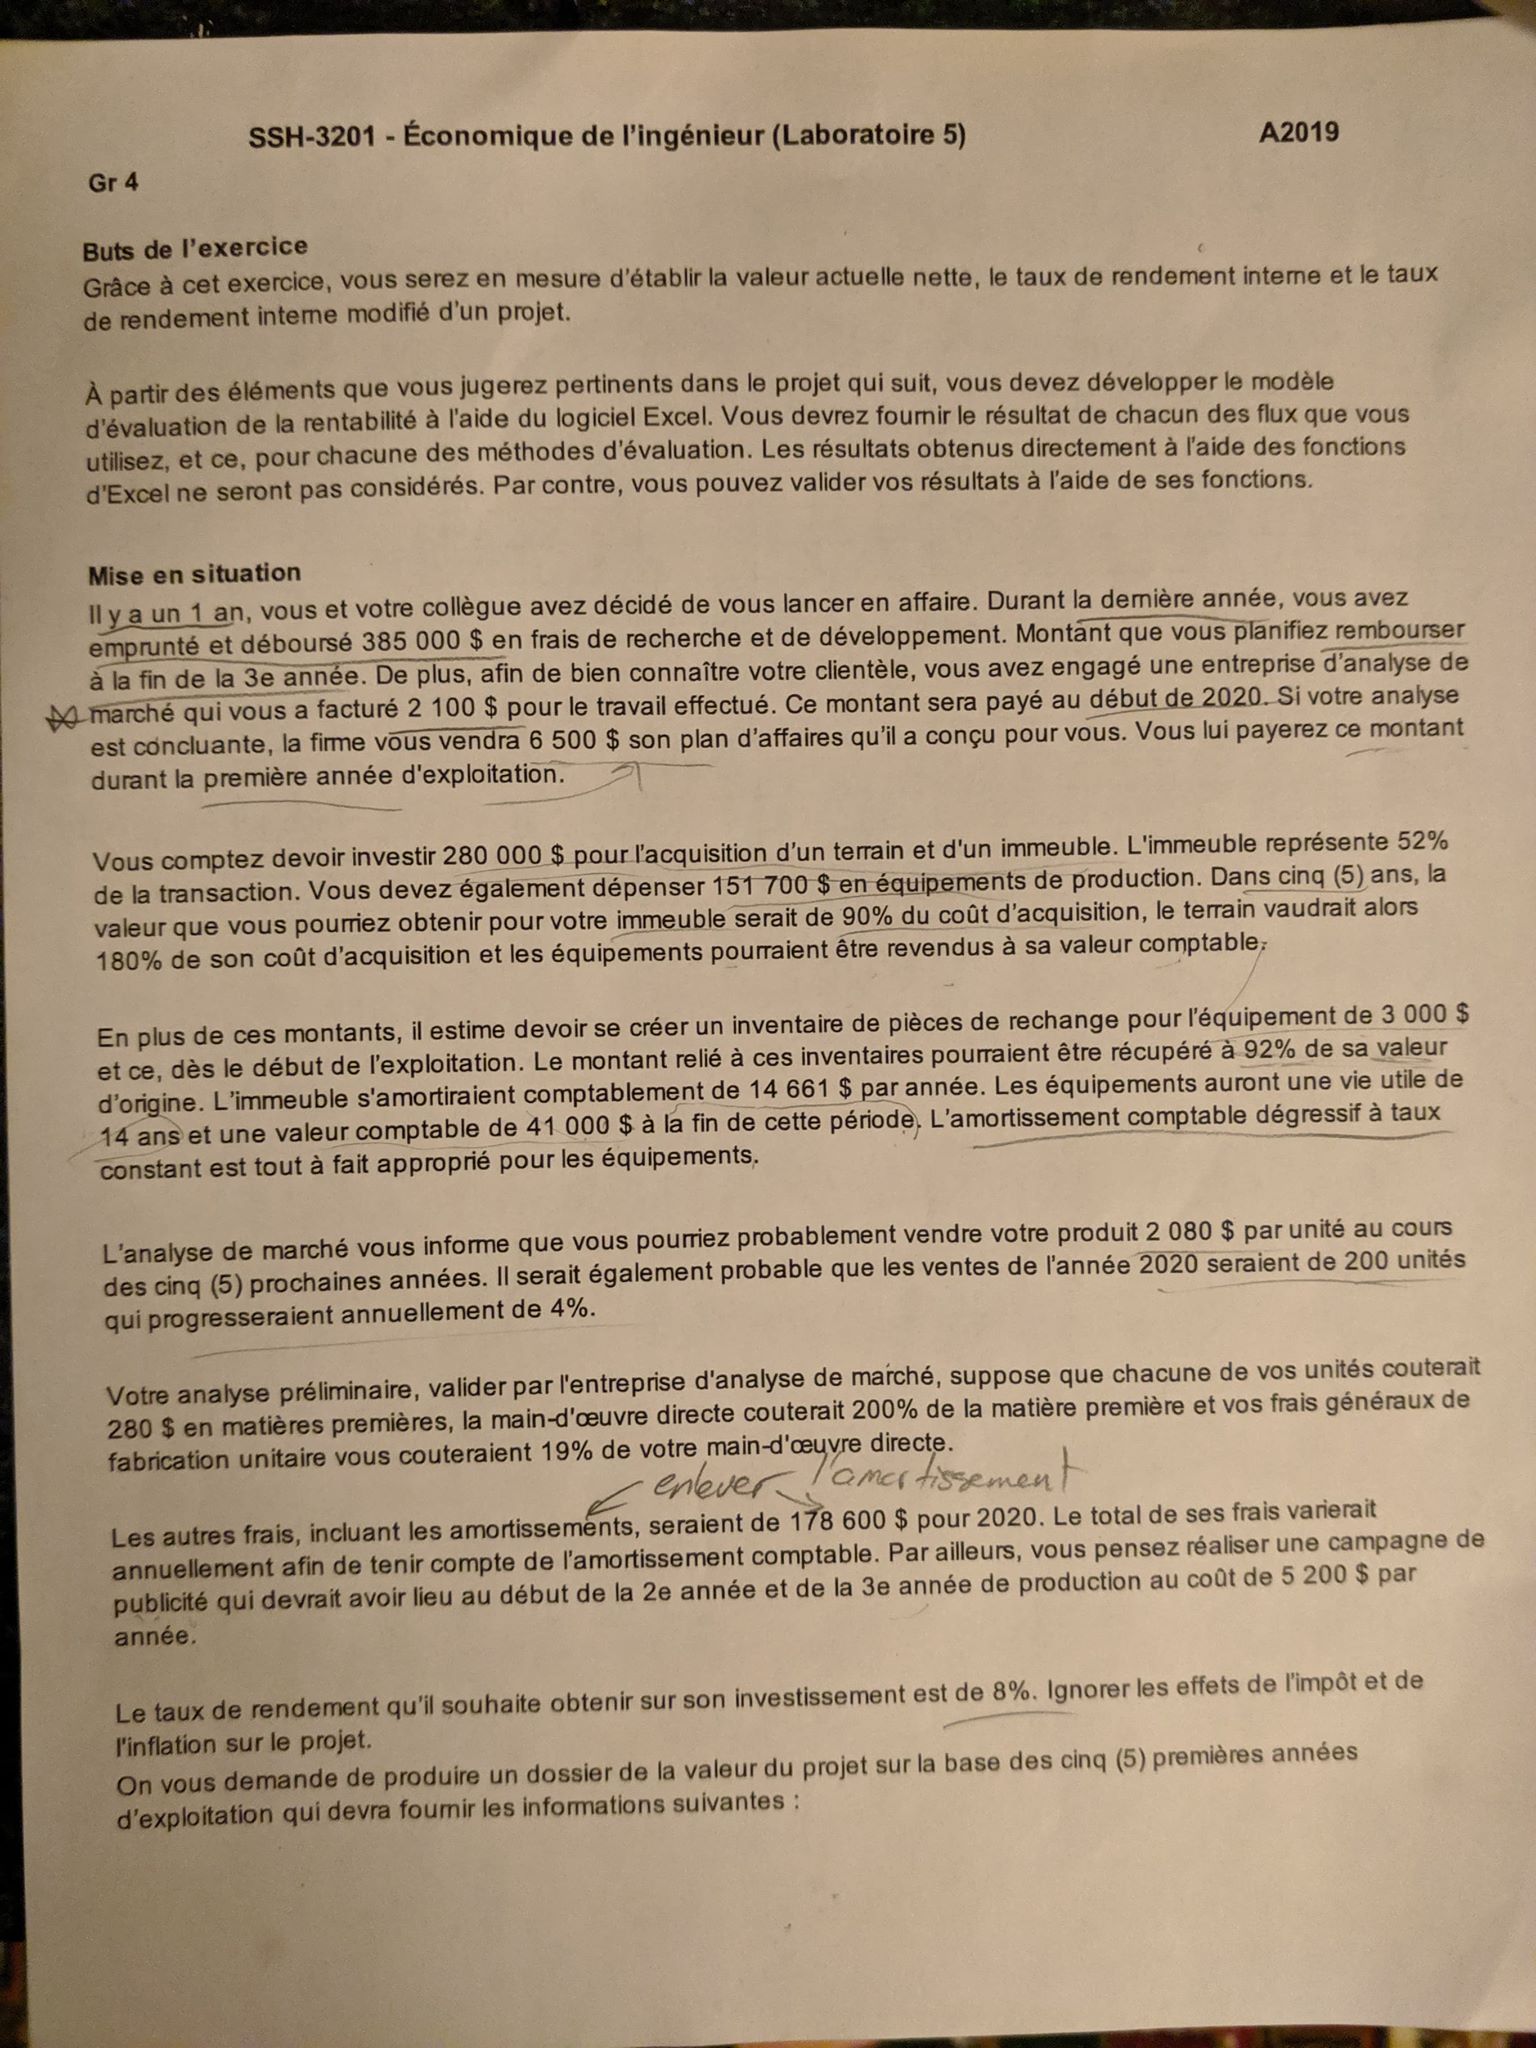 SSH-3201 - Économique de l'ingénieur (Laboratoire 5) A2019
Gr 4
Buts de l'exercice
Grâce à cet exercice, vous serez en mesure d'établir la valeur actuelle nette, le taux de rendement interne et le taux
de rendement interne modifié d'un projet.
À partir des éléments que vous jugerez pertinents dans le projet qui suit, vous devez développer le modèle
d'évaluation de la rentabilité à l'aide du logiciel Excel. Vous devrez fournir le résultat de chacun des flux que vous
utilisez, et ce, pour chacune des méthodes d'évaluation. Les résultats obtenus directement à l'aide des fonctions
d'Excel ne seront pas considérés. Par contre, vous pouvez valider vos résultats à l'aide de ses fonctions.
Mise en situation
Il y a un 1 an, vous et votre collègue avez décidé de vous lancer en affaire. Durant la dernière année, vous avez
emprunté et déboursé 385 000 $ en frais de recherche et de développement. Montant que vous planifiez rembourser
à la fin de la 3e année. De plus, afin de bien connaître votre clientèle, vous avez engagé une entreprise d'analyse de
marché qui vous a facturé 2 100 $ pour le travail effectué. Ce montant sera payé au début de 2020. Si votre analyse
est concluante, la firme vous vendra 6 500 $ son plan d'affaires qu'il a conçu pour vous. Vous lui payerez ce montant
durant la première année d'exploitation.
Vous comptez devoir investir 280 000 $ pour l'acquisition d'un terrain et d'un immeuble. L'immeuble représente 52%
de la transaction. Vous devez également dépenser 151 700 $ en équipements de production. Dans cinq (5) ans, la
valeur que vous pourriez obtenir pour votre immeuble serait de 90% du coût d'acquisition, le terrain vaudrait alors
180% de son coût d'acquisition et les équipements pourraient être revendus à sa valeur comptable.
En plus de ces montants, il estime devoir se créer un inventaire de pièces de rechange pour l'équipement de 3 000 $
et ce, dès le début de l'exploitation. Le montant relié à ces inventaires pourraient être récupéré à 92% de sa valeur
d'origine. L'immeuble s'amortiraient comptablement de 14 661 $ par année. Les équipements auront une vie utile de
14 ans et une valeur comptable de 41 000 $ à la fin de cette période. L'amortissement comptable dégressif à taux
constant est tout à fait approprié pour les équipements.
L'analyse de marché vous informe que vous pourriez probablement vendre votre produit 2 080 $ par unité au cours
des cinq (5) prochaines années. Il serait également probable que les ventes de l'année 2020 seraient de 200 unités
qui progresseraient annuellement de 4%.
Votre analyse préliminaire, valider par l'entreprise d'analyse de marché, suppose que chacune de vos unités couterait
280 $ en matières premières, la main-d'œuvre directe couterait 200% de la matière première et vos frais généraux de
fabrication unitaire vous couteraient 19% de votre main-d'œuvre directe.
enlever l'amortissement
Les autres frais, incluant les amortissements, seraient de 178 600 $ pour 2020. Le total de ses frais varierait
annuellement afin de tenir compte de l'amortissement comptable. Par ailleurs, vous pensez réaliser une campagne de
publicité qui devrait avoir lieu au début de la 2e année et de la 3e année de production au coût de 5 200 $ par
année.
Le taux de rendement qu'il souhaite obtenir sur son investissement est de 8%. Ignorer les effets de l'impôt et de
l'inflation sur le projet.
On vous demande de produire un dossier de la valeur du projet sur la base des cinq (5) premières années
d'exploitation qui devra fournir les informations suivantes :